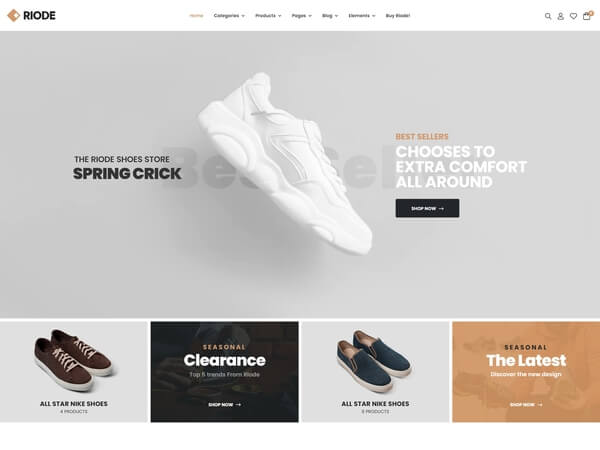 RIODE
Home Categories Products Pages Blog Elements Buy Riode!
Best Sel
THE RIODE SHOES STORE
SPRING CRICK
BEST SELLERS
CHOOSES TO
EXTRA COMFORT
ALL AROUND
SHOP NOW →
ALL STAR NIKE SHOES
4 PRODUCTS
SEASONAL
Clearance
Top 5 trends From Riode
SHOP NOW →
ALL STAR NIKE SHOES
5 PRODUCTS
SEASONAL
The Latest
Discover the new design
SHOP NOW →